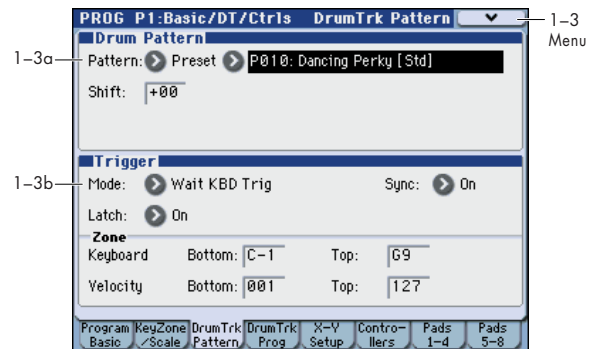 PROG P1:Basic/DT/Ctrls DrumTrk Pattern
1–3
Menu
Drum Pattern
1–3a
Pattern: Preset P010: Dancing Perky [Std]
Shift: +00
Trigger
1–3b
Mode: Wait KBD Trig Sync: On
Latch: On
Zone
Keyboard Bottom: C-1 Top: G9
Velocity Bottom: 001 Top: 127
Program Basic KeyZone /Scale DrumTrk Pattern DrumTrk Prog X-Y Setup Contro- llers Pads 1-4 Pads 5-8